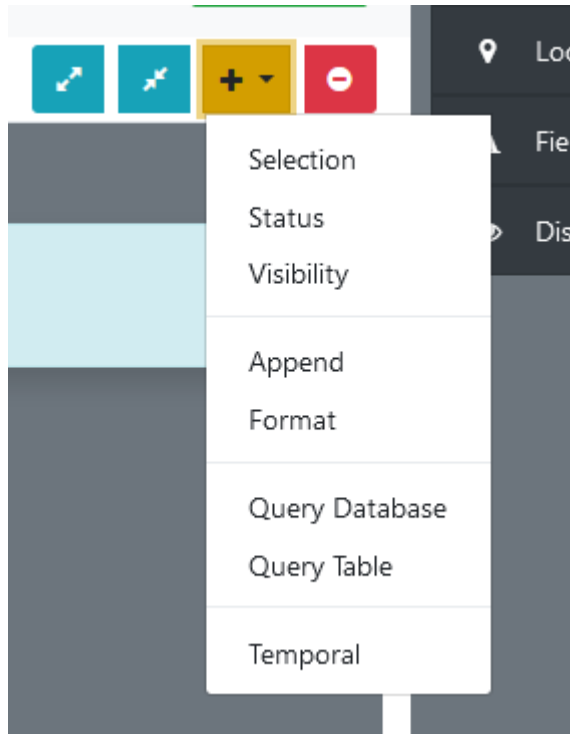 Selection
Status
Visibility
Append
Format
Query Database
Query Table
Temporal